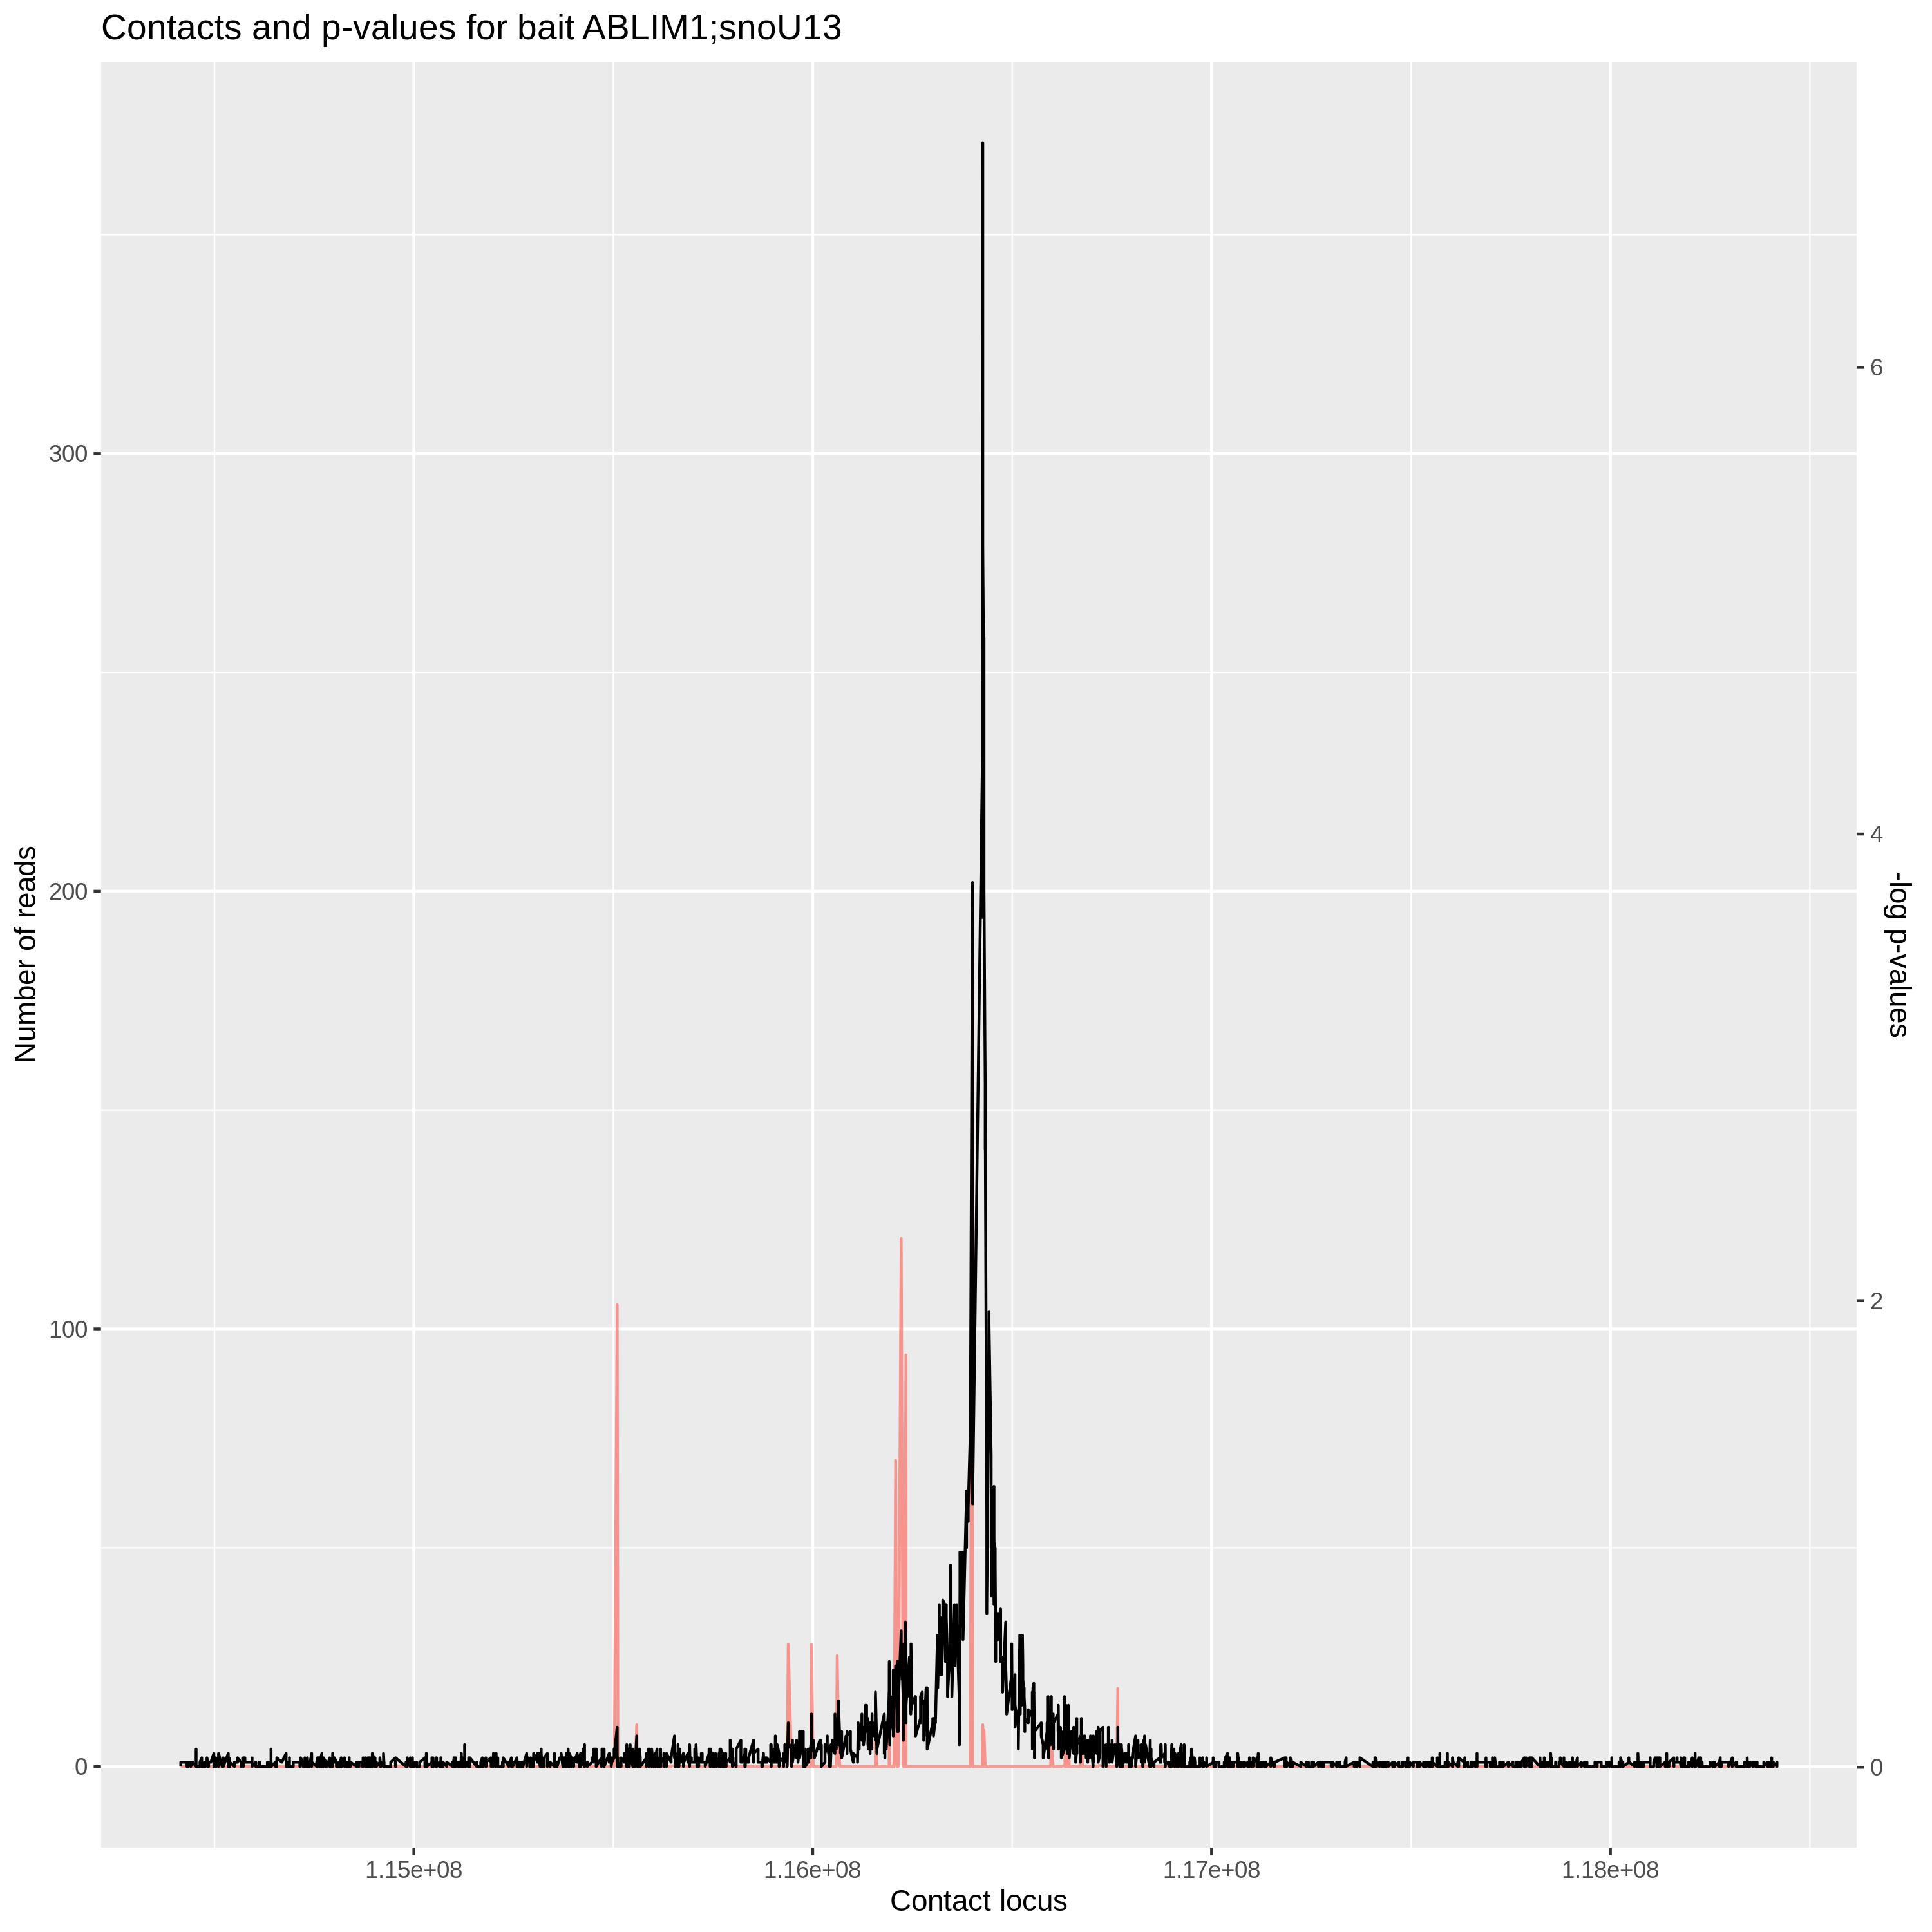 Contacts and p-values for bait ABLIM1;snoU13
300
200
100
0
Number of reads
6
4
2
0
-log p-values
1.15e+08
1.16e+08
1.17e+08
1.18e+08
Contact locus